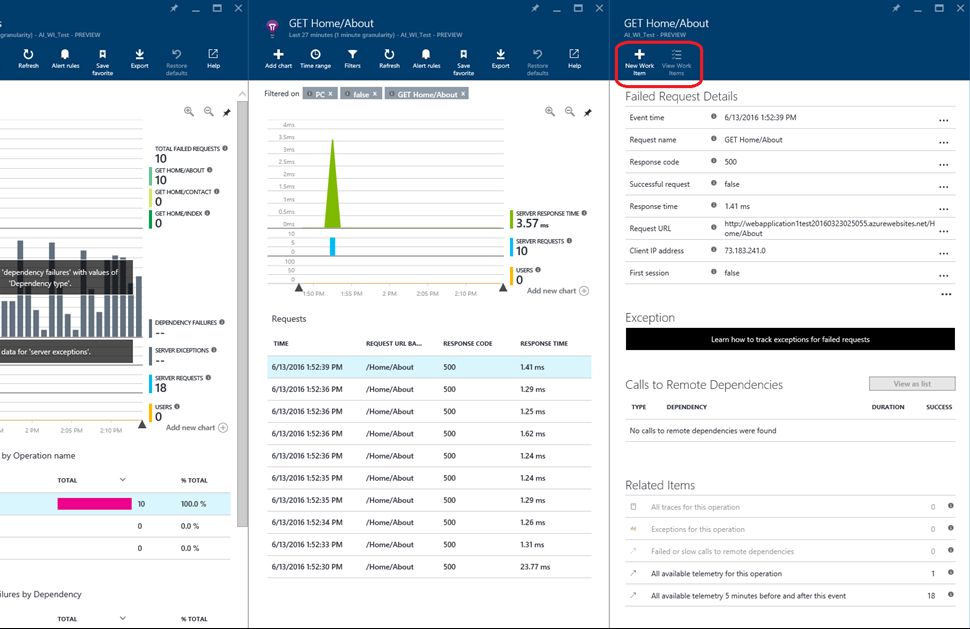 s
granularity) - AI_WI_Test - PREVIEW
Refresh
Alert rules
Save favorite
Export
Restore defaults
Help
TOTAL FAILED REQUESTS
10
GET HOME/ABOUT
10
GET HOME/CONTACT
0
GET HOME/INDEX
0
'dependency failures' with values of
'Dependency type'.
DEPENDENCY FAILURES
--
data for 'server exceptions'.
SERVER EXCEPTIONS
--
SERVER REQUESTS
18
USERS
0
M 2 PM 2:05 PM 2:10 PM
Add new chart
by Operation name
TOTAL % TOTAL
10 100.0 %
0 0.0 %
0 0.0 %
ilures by Dependency
TOTAL % TOTAL
GET Home/About
Last 27 minutes (1 minute granularity) - AI_WI_Test - PREVIEW
Add chart
Time range
Filters
Refresh
Alert rules
Save favorite
Export
Restore defaults
Help
Filtered on PC × false × GET Home/About ×
4ms
3.5ms
3ms
2.5ms
2ms
1.5ms
1ms
0.5ms
0ms
10
5
0
100
50
0
SERVER RESPONSE TIME
3.57 ms
SERVER REQUESTS
10
USERS
0
1:50 PM 1:55 PM 2 PM 2:05 PM 2:10 PM
Add new chart
Requests
TIME REQUEST URL BA... RESPONSE CODE RESPONSE TIME
6/13/2016 1:52:39 PM /Home/About 500 1.41 ms
6/13/2016 1:52:36 PM /Home/About 500 1.29 ms
6/13/2016 1:52:36 PM /Home/About 500 1.25 ms
6/13/2016 1:52:36 PM /Home/About 500 1.62 ms
6/13/2016 1:52:36 PM /Home/About 500 1.24 ms
6/13/2016 1:52:35 PM /Home/About 500 1.24 ms
6/13/2016 1:52:35 PM /Home/About 500 1.29 ms
6/13/2016 1:52:34 PM /Home/About 500 1.26 ms
6/13/2016 1:52:33 PM /Home/About 500 1.31 ms
6/13/2016 1:52:30 PM /Home/About 500 23.77 ms
GET Home/About
AI_WI_Test - PREVIEW
New Work Item
View Work Items
Failed Request Details
Event time 6/13/2016 1:52:39 PM ...
Request name GET Home/About ...
Response code 500 ...
Successful request false ...
Response time 1.41 ms ...
Request URL http://webapplication1test20160323025055.azurewebsites.net/H
ome/About ...
Client IP address 73.183.241.0 ...
First session false ...
...
Exception
Learn how to track exceptions for failed requests
Calls to Remote Dependencies
View as list
TYPE DEPENDENCY DURATION SUCCESS
No calls to remote dependencies were found
Related Items
All traces for this operation 0
Exceptions for this operation 0
Failed or slow calls to remote dependencies 0
All available telemetry for this operation 1
All available telemetry 5 minutes before and after this event 18